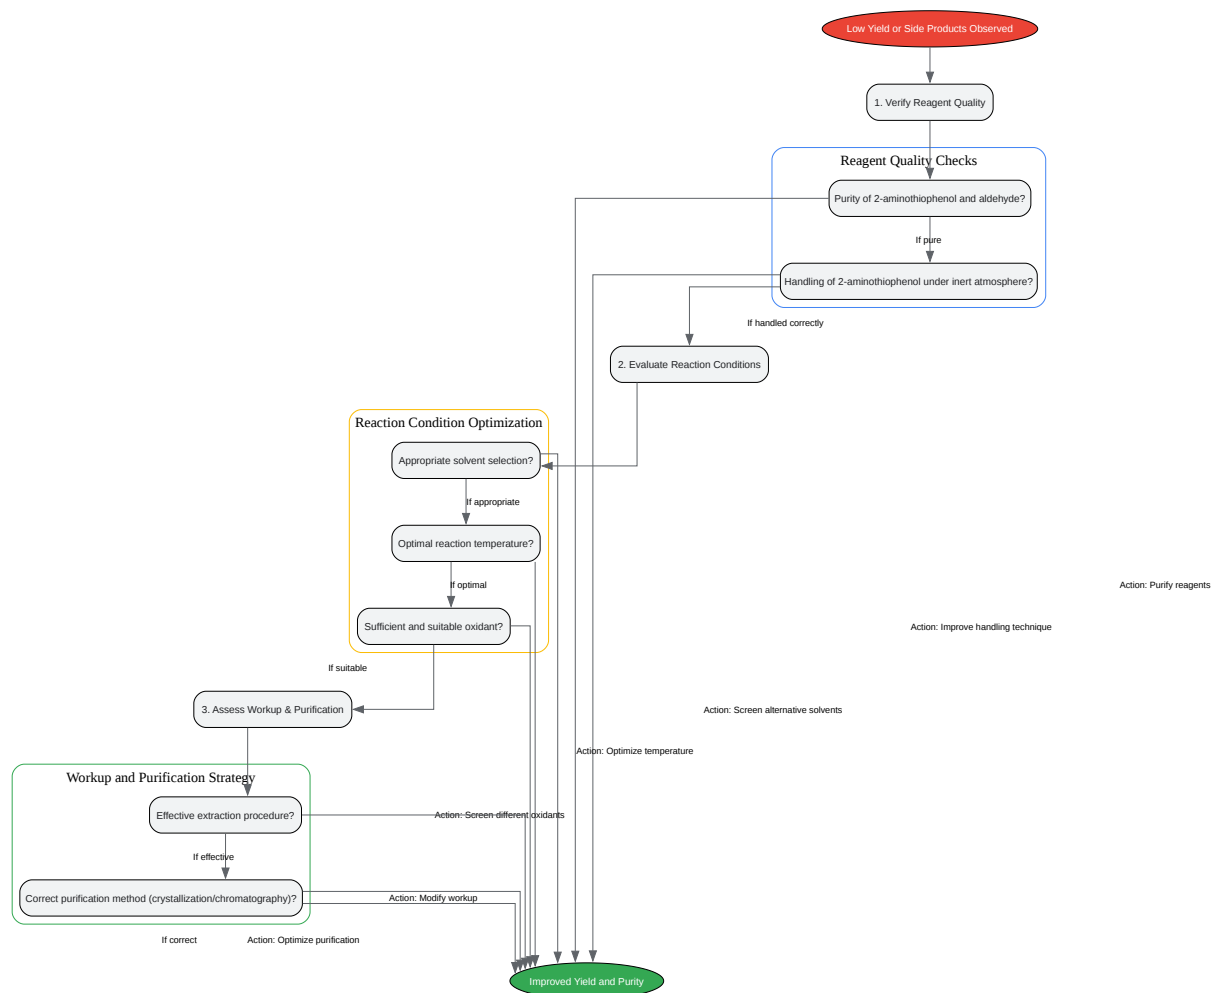 Low Yield or Side Products Observed
1. Verify Reagent Quality
Reagent Quality Checks
Purity of 2-aminothiophenol and aldehyde?
If pure
Handling of 2-aminothiophenol under inert atmosphere?
If handled correctly
2. Evaluate Reaction Conditions
Reaction Condition Optimization
Appropriate solvent selection?
If appropriate
Optimal reaction temperature?
If optimal
Action: Purify reagents
Sufficient and suitable oxidant?
Action: Improve handling technique
If suitable
3. Assess Workup & Purification
Action: Screen alternative solvents
Action: Optimize temperature
Workup and Purification Strategy
Effective extraction procedure?
Action: Screen different oxidants
If effective
Correct purification method (crystallization/chromatography)?
Action: Modify workup
If correct
Action: Optimize purification
Improved Yield and Purity